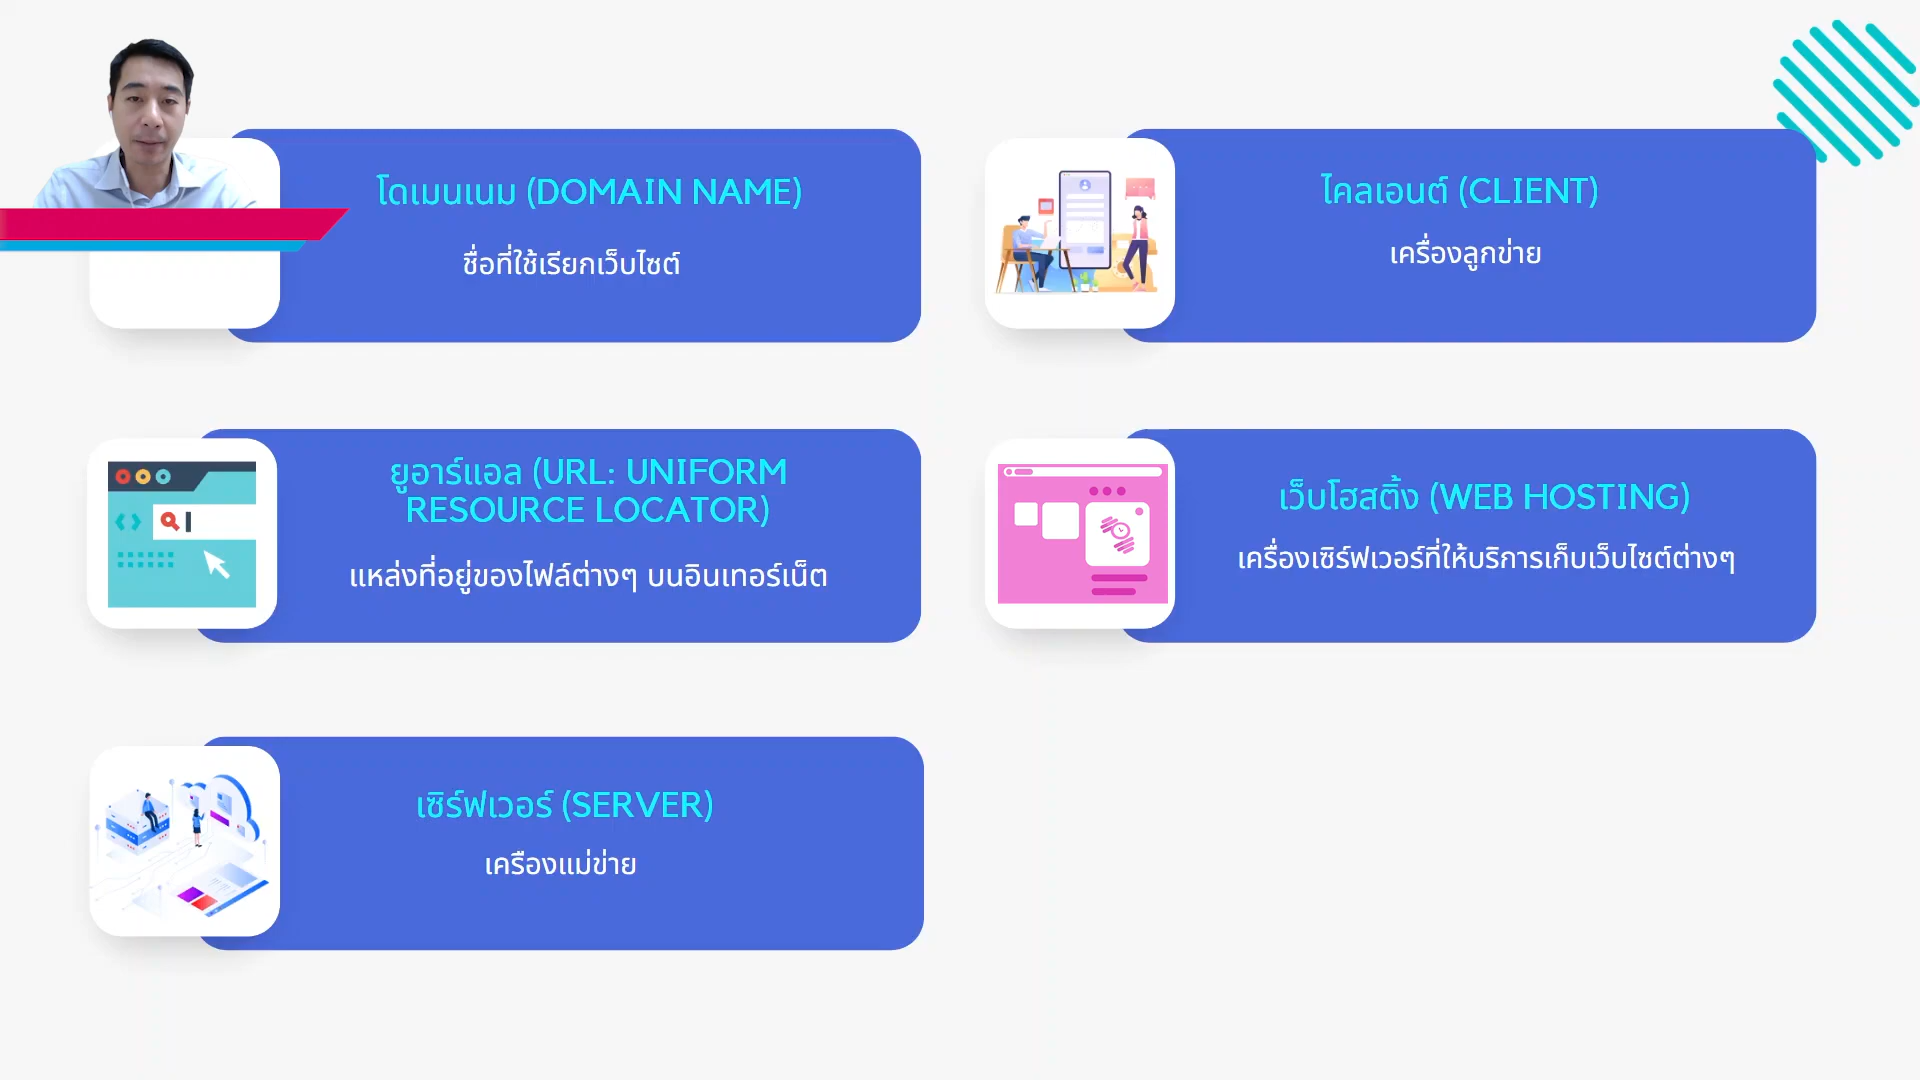 โดเมนเนม (DOMAIN NAME)
ชื่อที่ใช้เรียกเว็บไซต์
ไคลเอนต์ (CLIENT)
เครื่องลูกข่าย
ยูอาร์แอล (URL: UNIFORM
RESOURCE LOCATOR)
แหล่งที่อยู่ของไฟล์ต่างๆ บนอินเทอร์เน็ต
เว็บโฮสติ้ง (WEB HOSTING)
เครื่องเซิร์ฟเวอร์ที่ให้บริการเก็บเว็บไซต์ต่างๆ
เซิร์ฟเวอร์ (SERVER)
เครืองแม่ข่าย